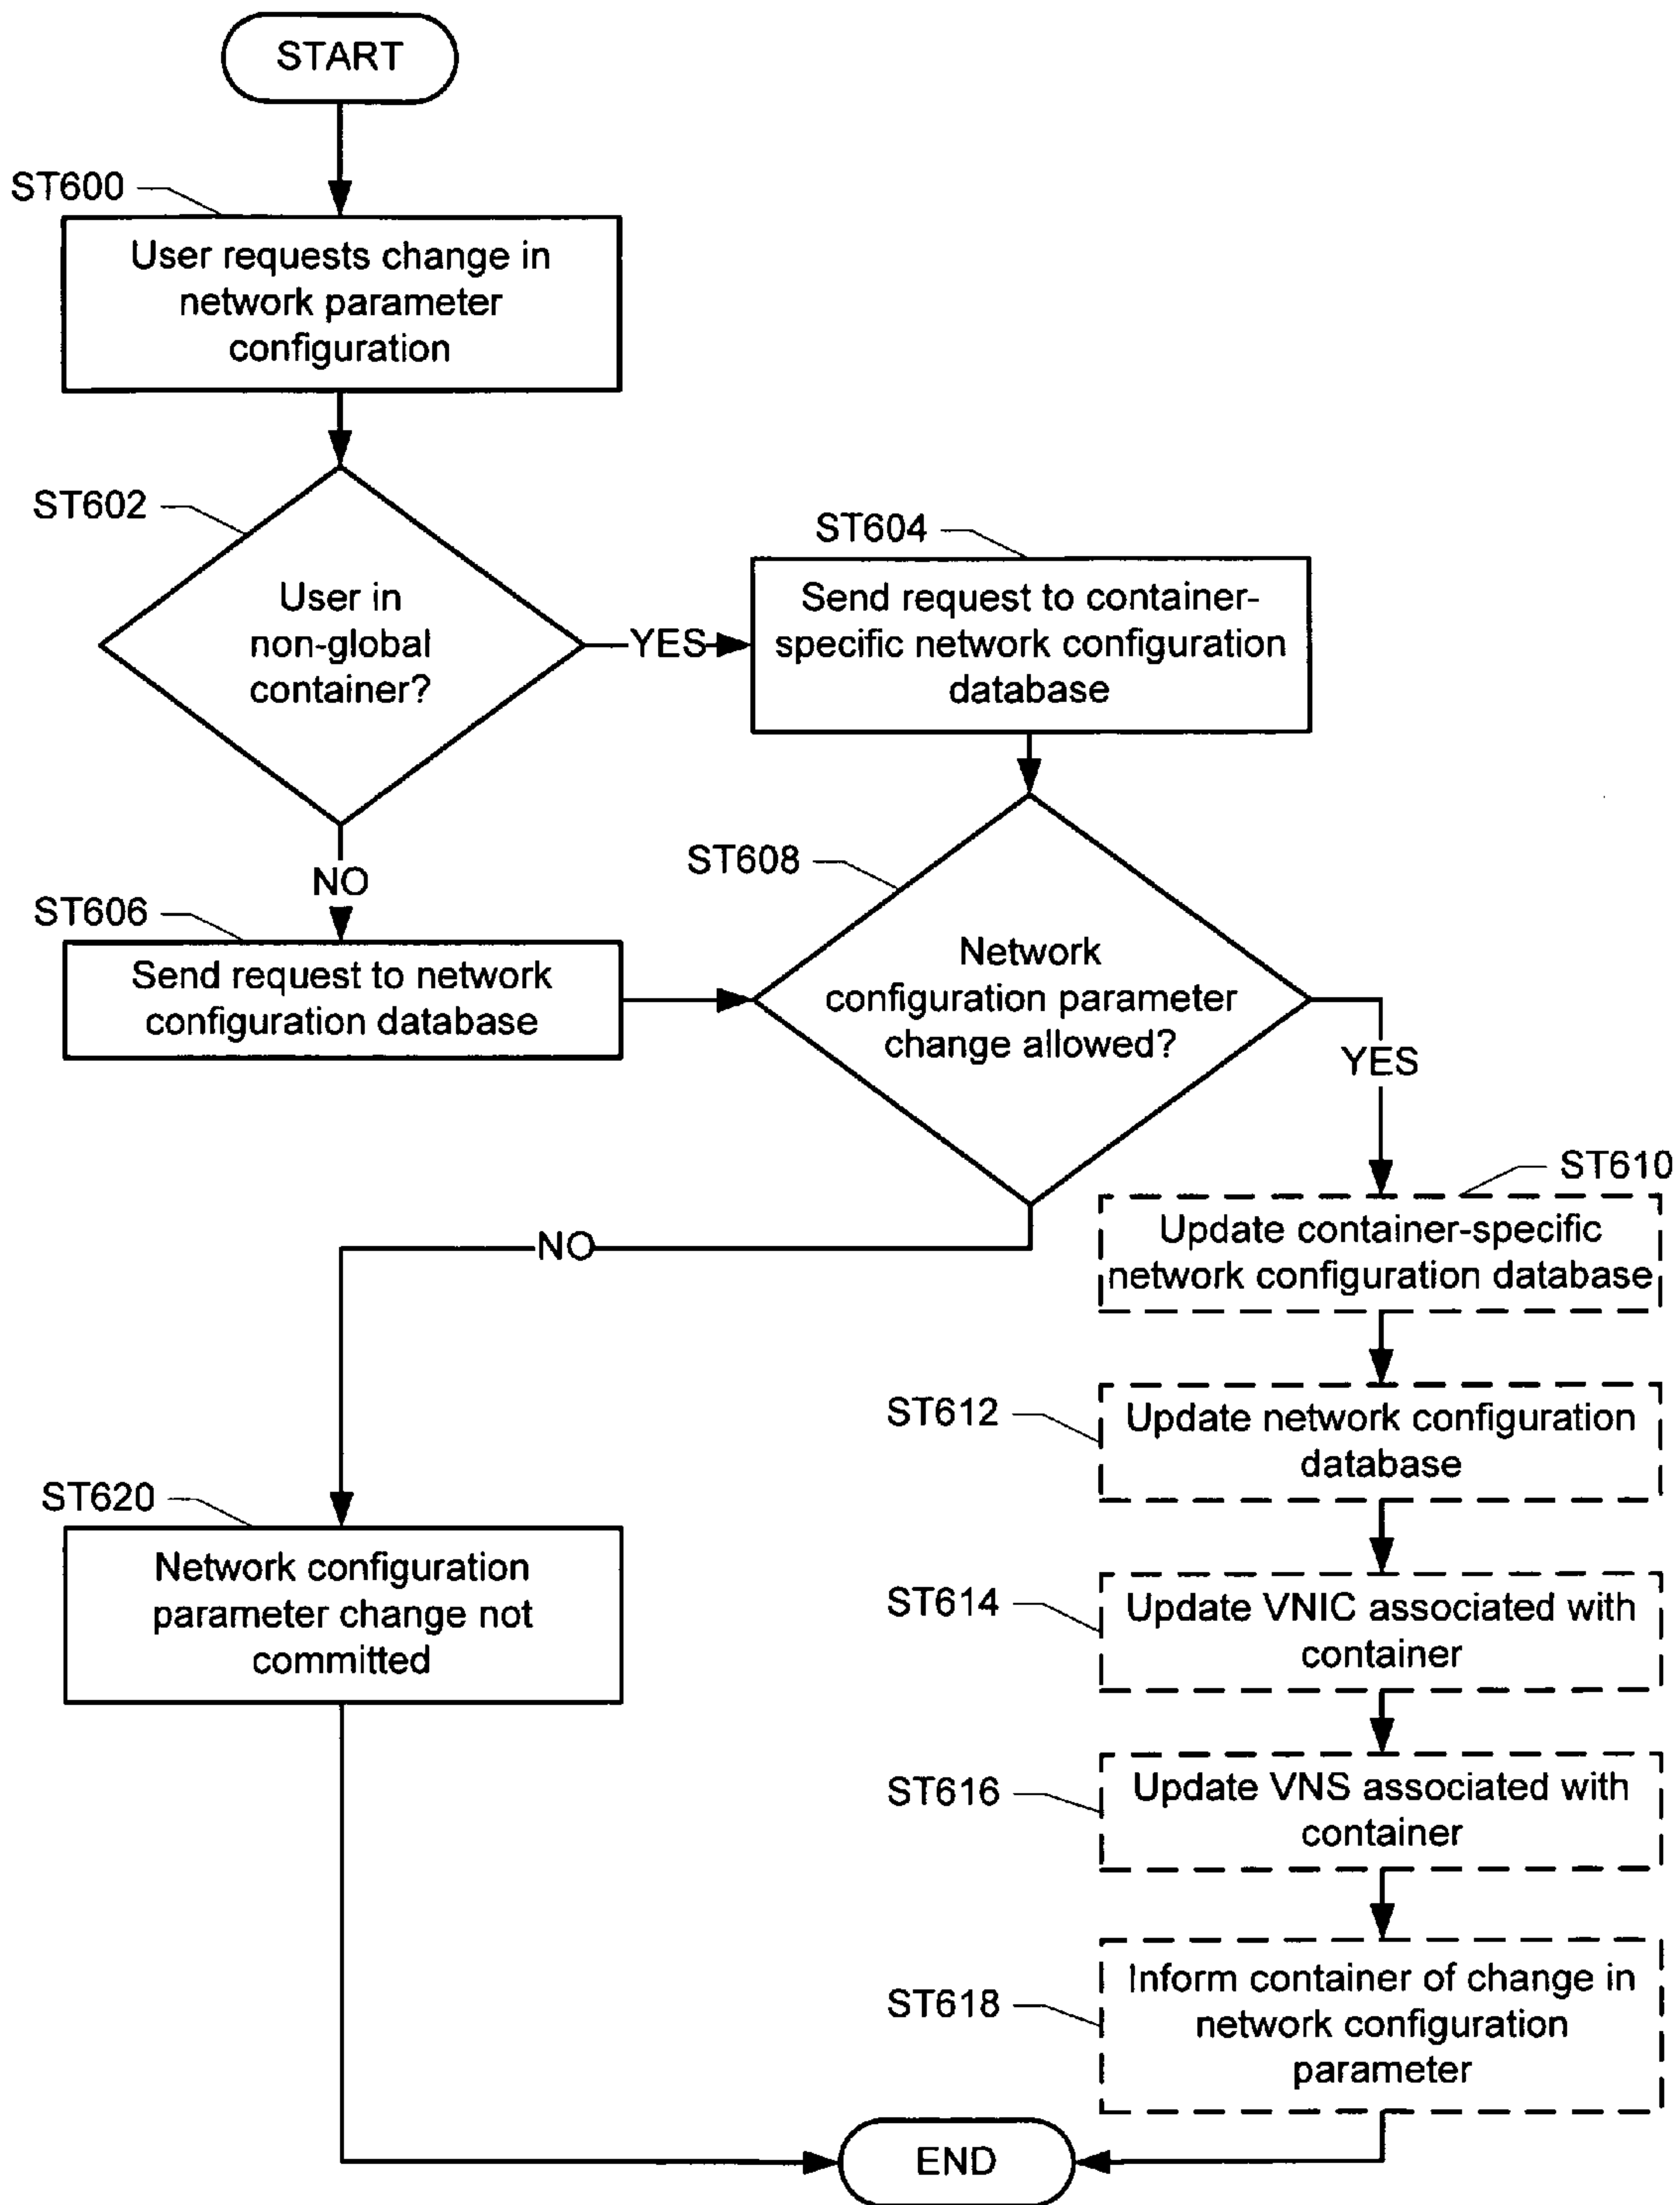 START
ST600
User requests change in
network parameter
configuration
ST602
User in
non-global
container?
YES
ST604
Send request to container-
specific network configuration
database
NO
ST606
Send request to network
configuration database
ST608
Network
configuration parameter
change allowed?
YES
NO
ST610
Update container-specific
network configuration database
ST612
Update network configuration
database
ST614
Update VNIC associated with
container
ST616
Update VNS associated with
container
ST618
Inform container of change in
network configuration
parameter
ST620
Network configuration
parameter change not
committed
END